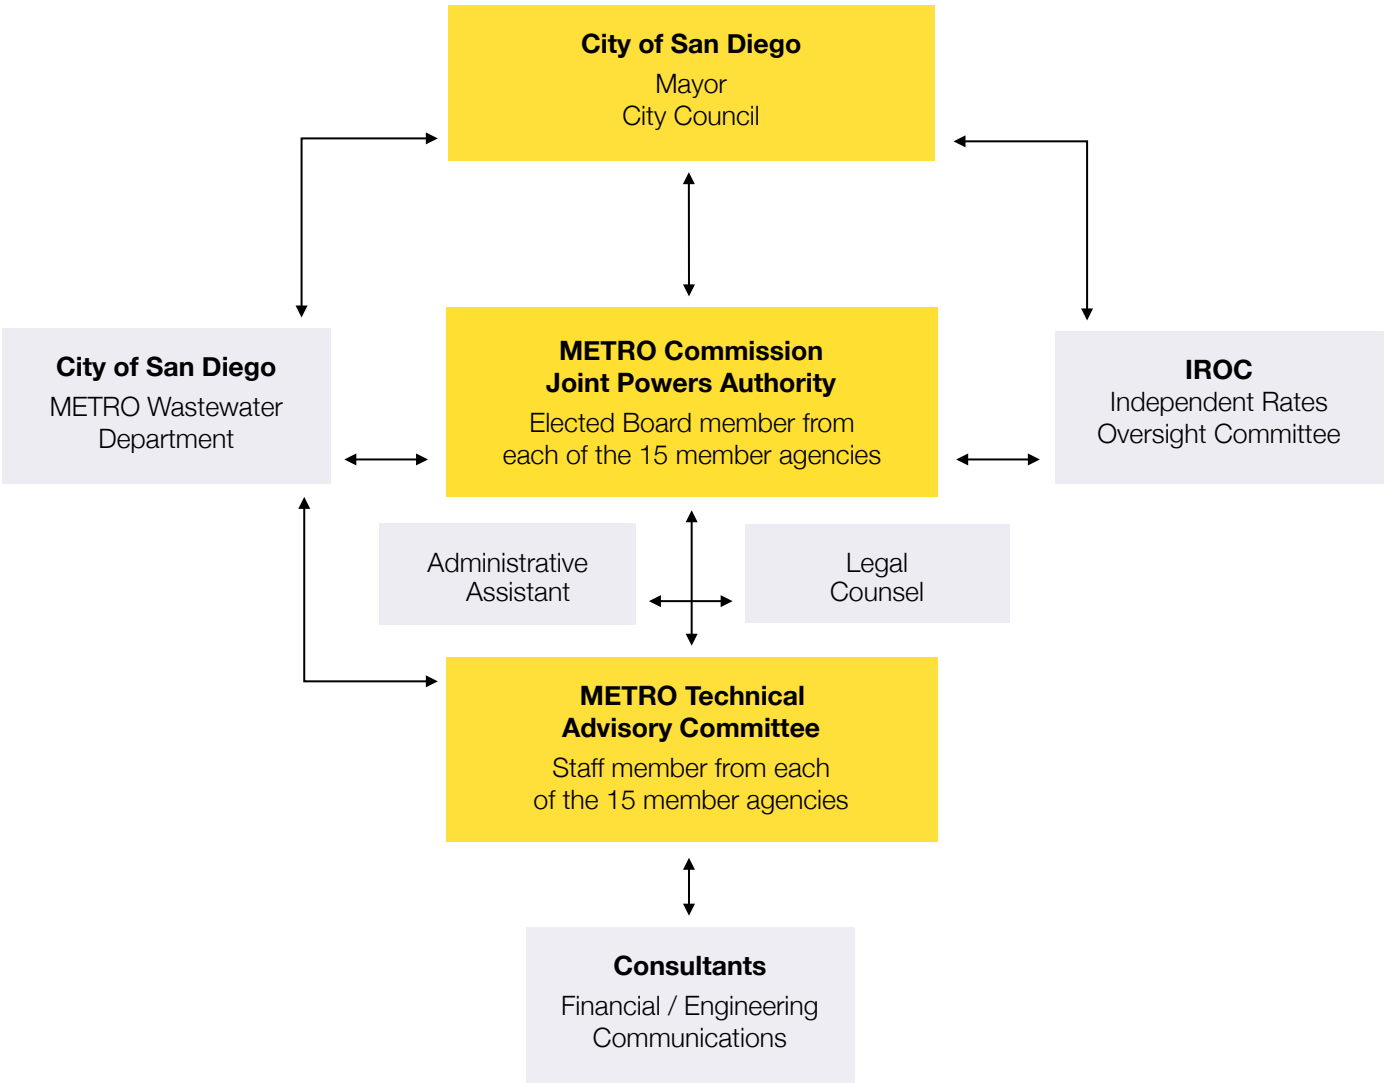 City of San Diego
Mayor
City Council
City of San Diego
METRO Wastewater
Department
METRO Commission
Joint Powers Authority
Elected Board member from
each of the 15 member agencies
IROC
Independent Rates
Oversight Committee
Administrative
Assistant
Legal
Counsel
METRO Technical
Advisory Committee
Staff member from each
of the 15 member agencies
Consultants
Financial / Engineering
Communications